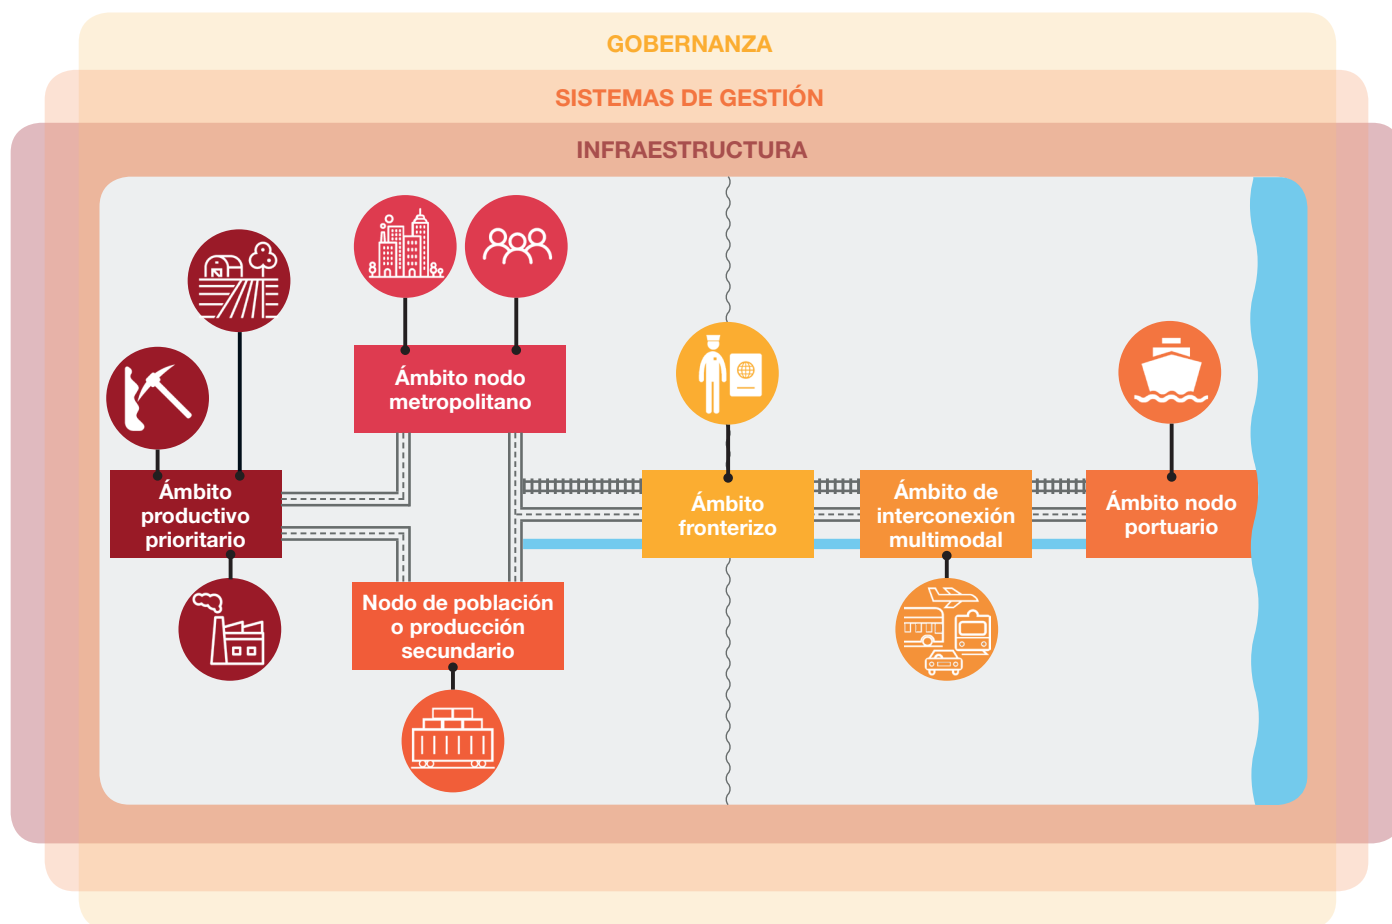 GOBERNANZA
SISTEMAS DE GESTIÓN
INFRAESTRUCTURA
Ámbito nodo
metropolitano
Ámbito
productivo
prioritario
Ámbito
fronterizo
Ámbito de
interconexión
multimodal
Ámbito nodo
portuario
Nodo de población
o producción
secundario